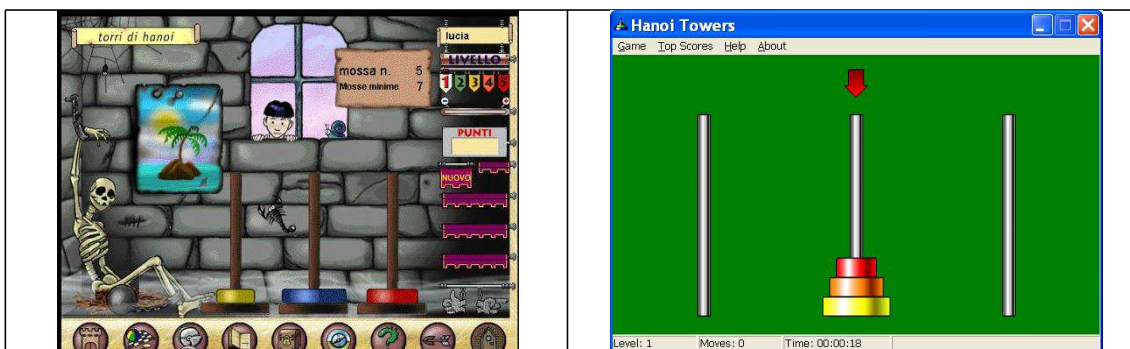 torri di hanoi
lucia
LIVELLO
1 2 3 4 5
mossa n. 5
Mosse minime 7
PUNTI
NUOVO
Hanoi Towers
Game Top Scores Help About
Level: 1 Moves: 0 Time: 00:00:18